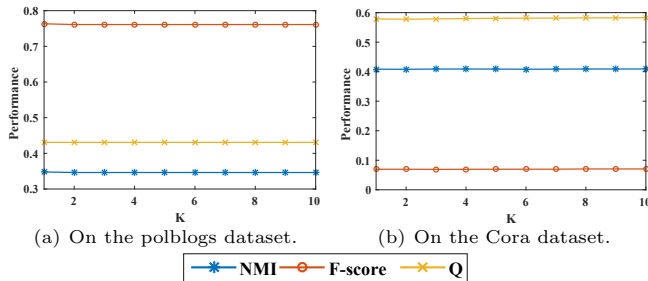 0.8
0.7
0.6
0.5
0.4
0.3
Performance
2 4 6 8 10
K
(a) On the polblogs dataset.
0.6
0.5
0.4
0.3
0.2
0.1
0
Performance
2 4 6 8 10
K
(b) On the Cora dataset.
NMI F-score Q